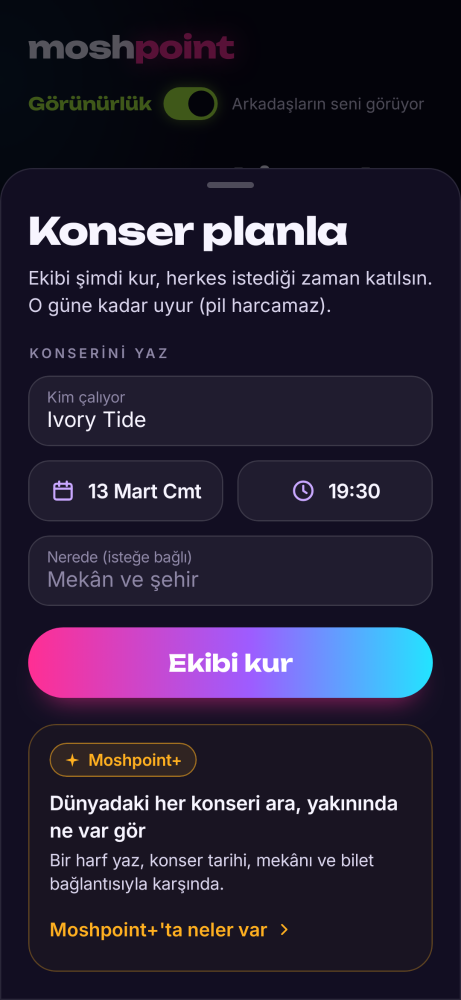 moshpoint
Görünürlük
Arkadaşların seni görüyor
Konser planla
Ekibi şimdi kur, herkes istediği zaman katılsın.
O güne kadar uyur (pil harcamaz).
KONSERİNİ YAZ
Kim çalıyor
Ivory Tide
13 Mart Cmt
19:30
Nerede (isteğe bağlı)
Mekân ve şehir
Ekibi kur
Moshpoint+
Dünyadaki her konseri ara, yakınında
ne var gör
Bir harf yaz, konser tarihi, mekânı ve bilet
bağlantısıyla karşında.
Moshpoint+'ta neler var